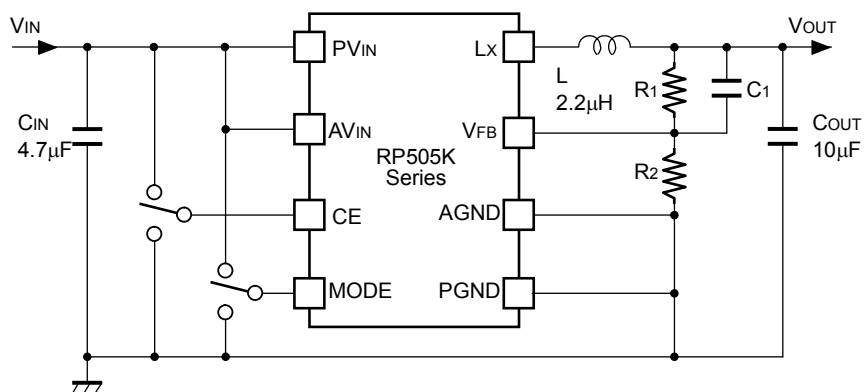 VIN
PVIN
LX
VOUT
L
2.2μH
R1
C1
CIN
4.7μF
AVIN
VFB
COUT
10μF
RP505K
Series
R2
CE
AGND
MODE
PGND